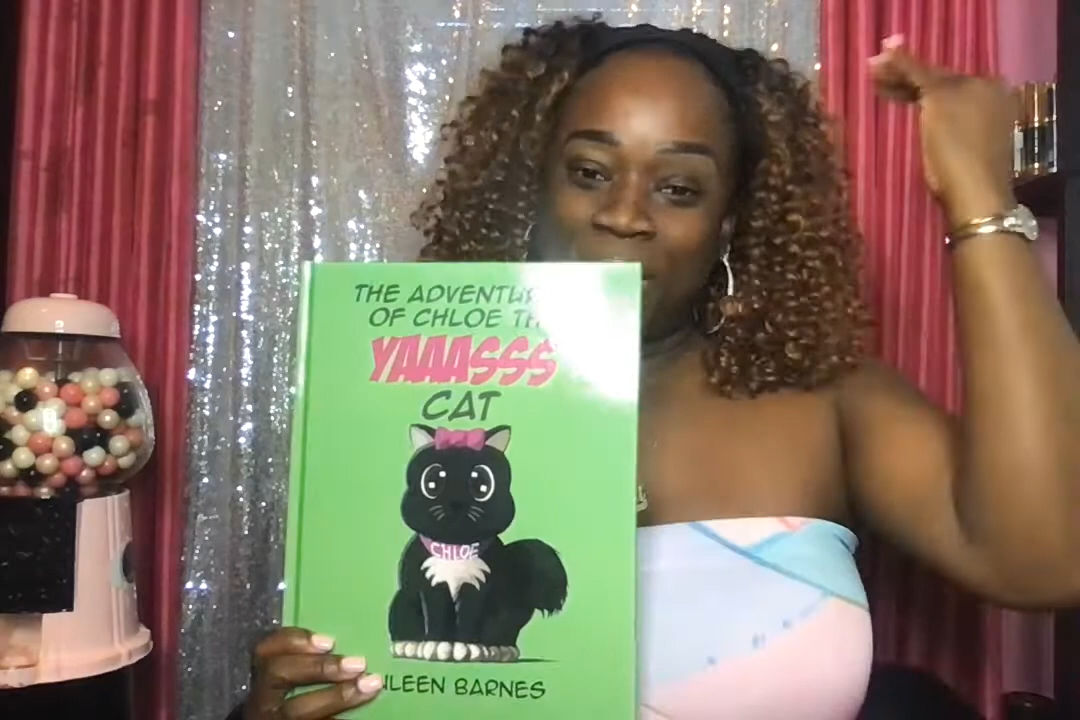 THE
OF CHLOE
YAAASSS
CAT
CHLOE
BARNES